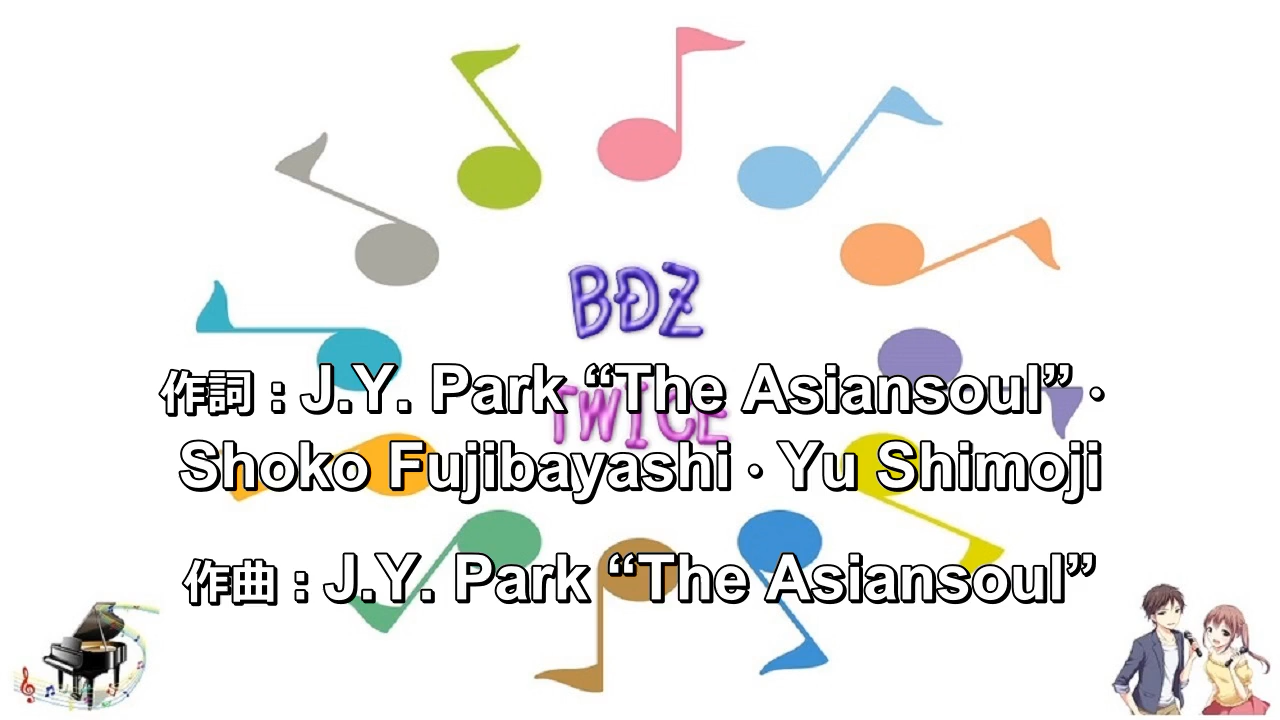 BDZ
作詞 : J.Y. Park “The Asiansoul” ·
TWICE
Shoko Fujibayashi · Yu Shimoji
作曲 : J.Y. Park “The Asiansoul”